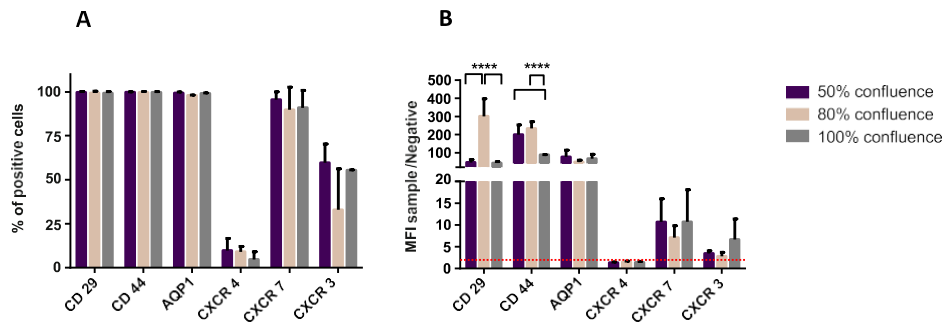 A
% of positive cells
100
75
50
25
0
CD 29
CD 44
AQP1
CXCR 4
CXCR 7
CXCR 3
B
MFI sample /Negative
500
400
300
200
100
20
15
10
5
0
****
****
CD 29
CD 44
AQP1
CXCR 4
CXCR 7
CXCR 3
50% confluence
80% confluence
100% confluence